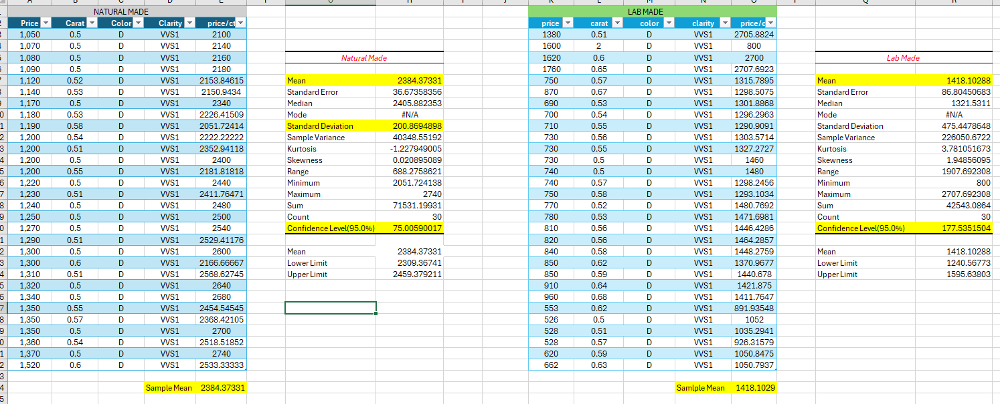 NATURAL MADE LAB MADE
Price Carat Color Clarity price/ct price carat color clarity price/c
1,050 0.5 D VVS1 2100 1380 0.51 D VVS1 2705.8824
1,070 0.5 D VVS1 2140 1600 2 D VVS1 800
1,080 0.5 D VVS1 2160 Natural Made 1620 0.6 D VVS1 2700 Lab Made
1,090 0.5 D VVS1 2180 1760 0.65 D VVS1 2707.6923
1,120 0.52 D VVS1 2153.84615 Mean 2384.37331 750 0.57 D VVS1 1315.7895 Mean 1418.10288
1,140 0.53 D VVS1 2150.9434 Standard Error 36.67358356 870 0.67 D VVS1 1298.5075 Standard Error 86.80450683
1,170 0.5 D VVS1 2340 Median 2405.882353 690 0.53 D VVS1 1301.8868 Median 1321.5311
1,180 0.53 D VVS1 2226.41509 Mode #N/A 700 0.54 D VVS1 1296.2963 Mode #N/A
1,190 0.58 D VVS1 2051.72414 Standard Deviation 200.8694898 710 0.55 D VVS1 1290.9091 Standard Deviation 475.4478648
1,200 0.54 D VVS1 2222.22222 Sample Variance 40348.55192 730 0.56 D VVS1 1303.5714 Sample Variance 226050.6722
1,200 0.51 D VVS1 2352.94118 Kurtosis -1.227949005 730 0.55 D VVS1 1327.2727 Kurtosis 3.781051673
1,200 0.5 D VVS1 2400 Skewness 0.020895089 730 0.5 D VVS1 1460 Skewness 1.94856095
1,200 0.55 D VVS1 2181.81818 Range 688.2758621 740 0.5 D VVS1 1480 Range 1907.692308
1,220 0.5 D VVS1 2440 Minimum 2051.724138 740 0.57 D VVS1 1298.2456 Minimum 800
1,230 0.51 D VVS1 2411.76471 Maximum 2740 750 0.58 D VVS1 1293.1034 Maximum 2707.692308
1,240 0.5 D VVS1 2480 Sum 71531.19931 770 0.52 D VVS1 1480.7692 Sum 42543.0864
1,250 0.5 D VVS1 2500 Count 30 780 0.53 D VVS1 1471.6981 Count 30
1,270 0.5 D VVS1 2540 Confidence Level(95.0%) 75.00590017 810 0.56 D VVS1 1446.4286 Confidence Level(95.0%) 177.5351504
1,290 0.51 D VVS1 2529.41176 820 0.56 D VVS1 1464.2857
1,300 0.5 D VVS1 2600 Mean 2384.37331 840 0.58 D VVS1 1448.2759 Mean 1418.10288
1,300 0.6 D VVS1 2166.66667 Lower Limit 2309.36741 850 0.62 D VVS1 1370.9677 Lower Limit 1240.56773
1,310 0.51 D VVS1 2568.62745 Upper Limit 2459.379211 850 0.59 D VVS1 1440.678 Upper Limit 1595.63803
1,320 0.5 D VVS1 2640 910 0.64 D VVS1 1421.875
1,340 0.5 D VVS1 2680 960 0.68 D VVS1 1411.7647
1,350 0.55 D VVS1 2454.54545 553 0.62 D VVS1 891.93548
1,350 0.57 D VVS1 2368.42105 526 0.5 D VVS1 1052
1,350 0.5 D VVS1 2700 528 0.51 D VVS1 1035.2941
1,360 0.54 D VVS1 2518.51852 528 0.57 D VVS1 926.31579
1,370 0.5 D VVS1 2740 620 0.59 D VVS1 1050.8475
1,520 0.6 D VVS1 2533.33333 662 0.63 D VVS1 1050.7937
Sample Mean 2384.37331 Samlple Mean 1418.1029